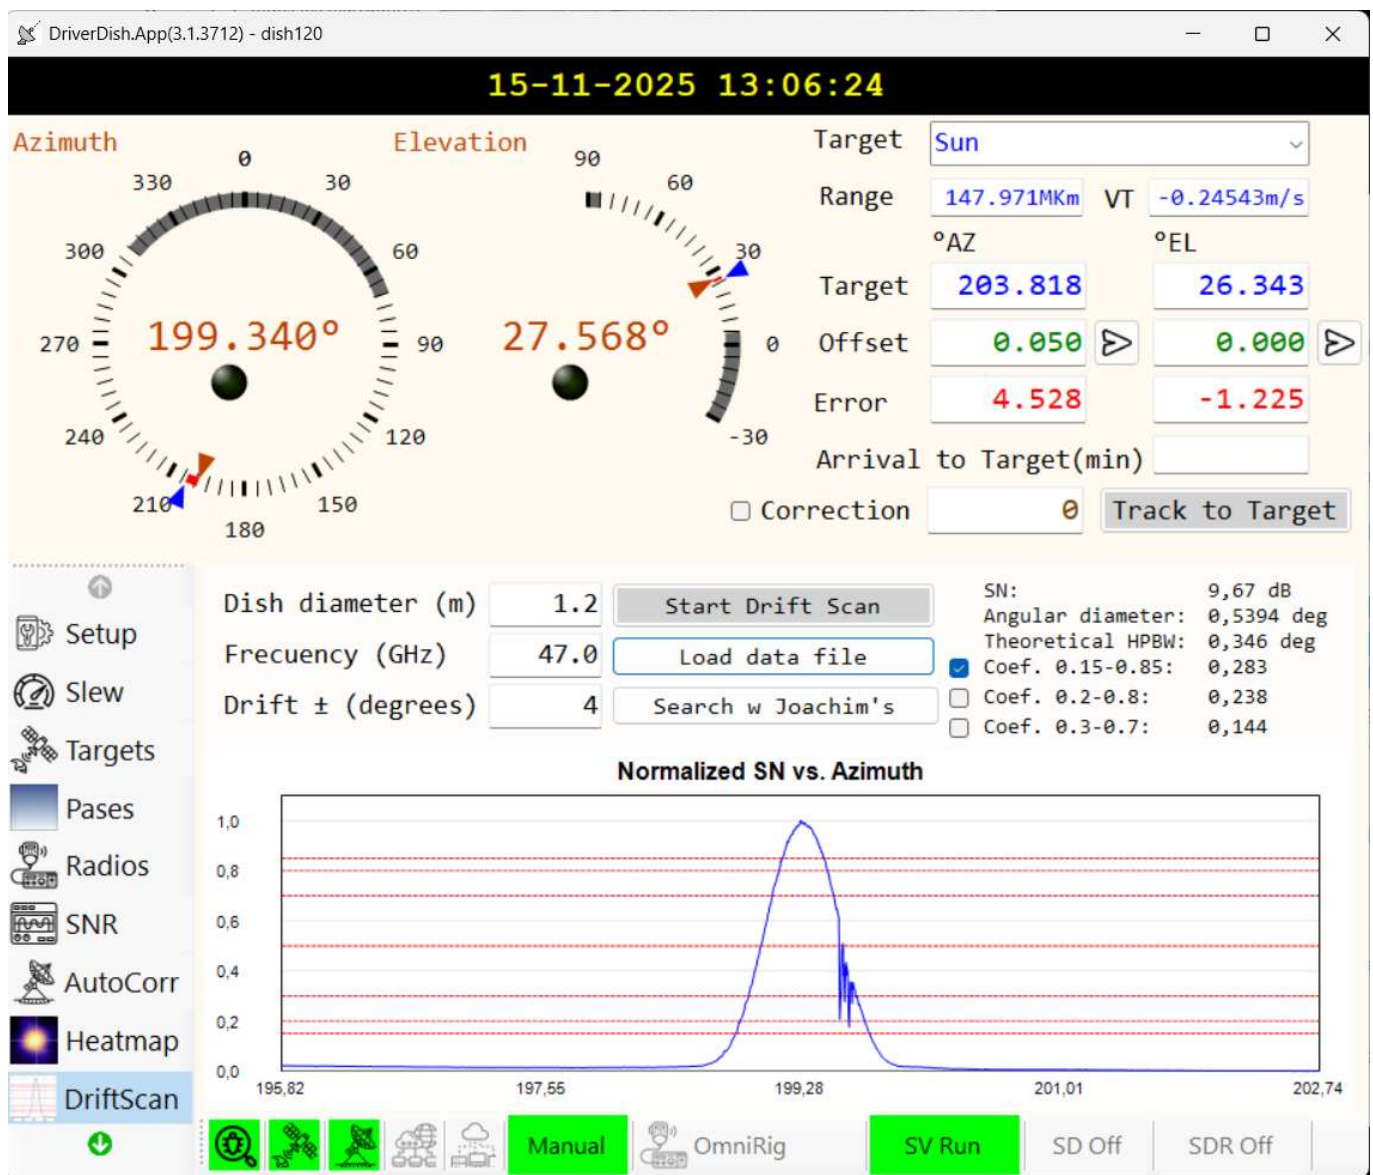 DriverDish.App(3.1.3712) - dish120
15-11-2025 13:06:24
Azimuth
0
30
60
90
120
150
180
210
240
270
300
330
199.340°
Elevation
90
60
30
0
-30
27.568°
Target Sun
Range 147.971MKm VT -0.24543m/s
°AZ °EL
Target 203.818 26.343
Offset 0.050 0.000
Error 4.528 -1.225
Arrival to Target(min)
Correction 0 Track to Target
Setup
Slew
Targets
Pases
Radios
SNR
AutoCorr
Heatmap
DriftScan
Dish diameter (m) 1.2 Start Drift Scan
Frecuency (GHz) 47.0 Load data file
Drift ± (degrees) 4 Search w Joachim's
SN: 9,67 dB
Angular diameter: 0,5394 deg
Theoretical HPBW: 0,346 deg
Coef. 0.15-0.85: 0,283
Coef. 0.2-0.8: 0,238
Coef. 0.3-0.7: 0,144
Normalized SN vs. Azimuth
1,0
0,8
0,6
0,4
0,2
0,0
195,82 197,55 199,28 201,01 202,74
Manual OmniRig SV Run SD Off SDR Off